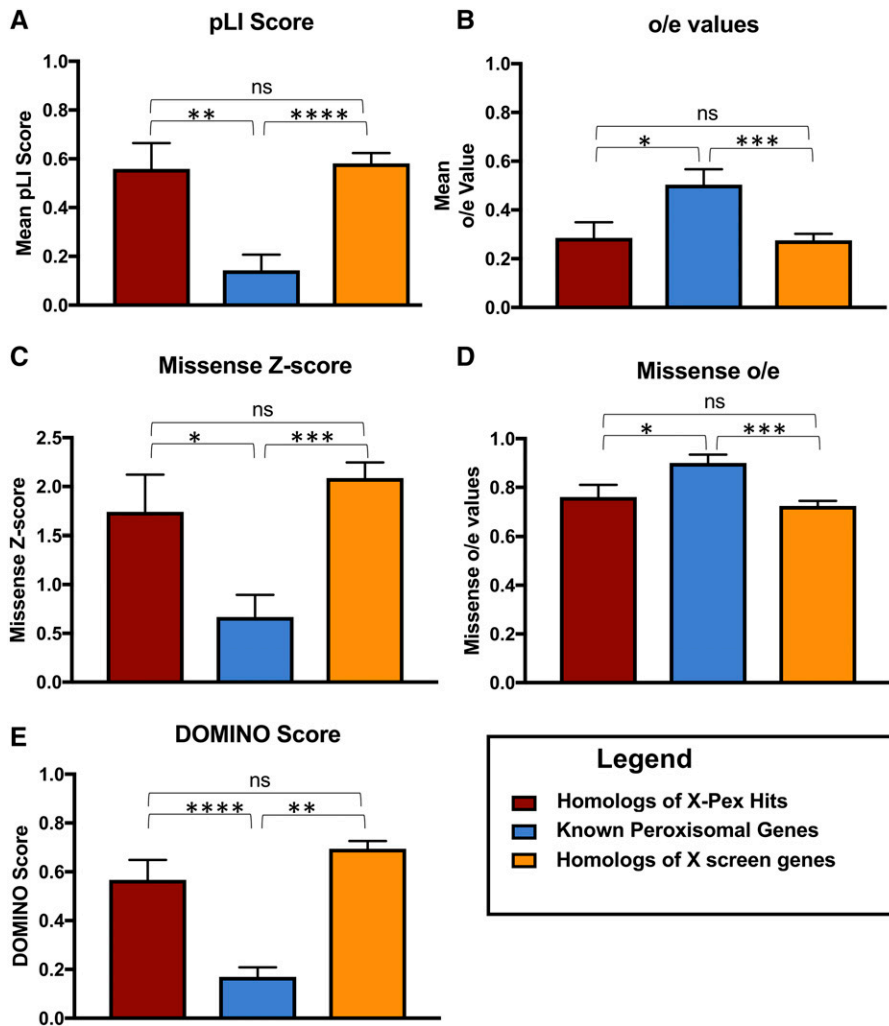 A
pLI Score
Mean pLI Score
1.0
0.8
0.6
0.4
0.2
0.0
ns
** ****
B
o/e values
Mean
o/e Value
1.0
0.8
0.6
0.4
0.2
0.0
ns
* ***
C
Missense Z-score
Missense Z-score
2.5
2.0
1.5
1.0
0.5
0.0
ns
* ***
D
Missense o/e
Missense o/e values
1.0
0.8
0.6
0.4
0.2
0.0
ns
* ***
E
DOMINO Score
DOMINO Score
1.0
0.8
0.6
0.4
0.2
0.0
ns
**** **
Legend
Homologs of X-Pex Hits
Known Peroxisomal Genes
Homologs of X screen genes